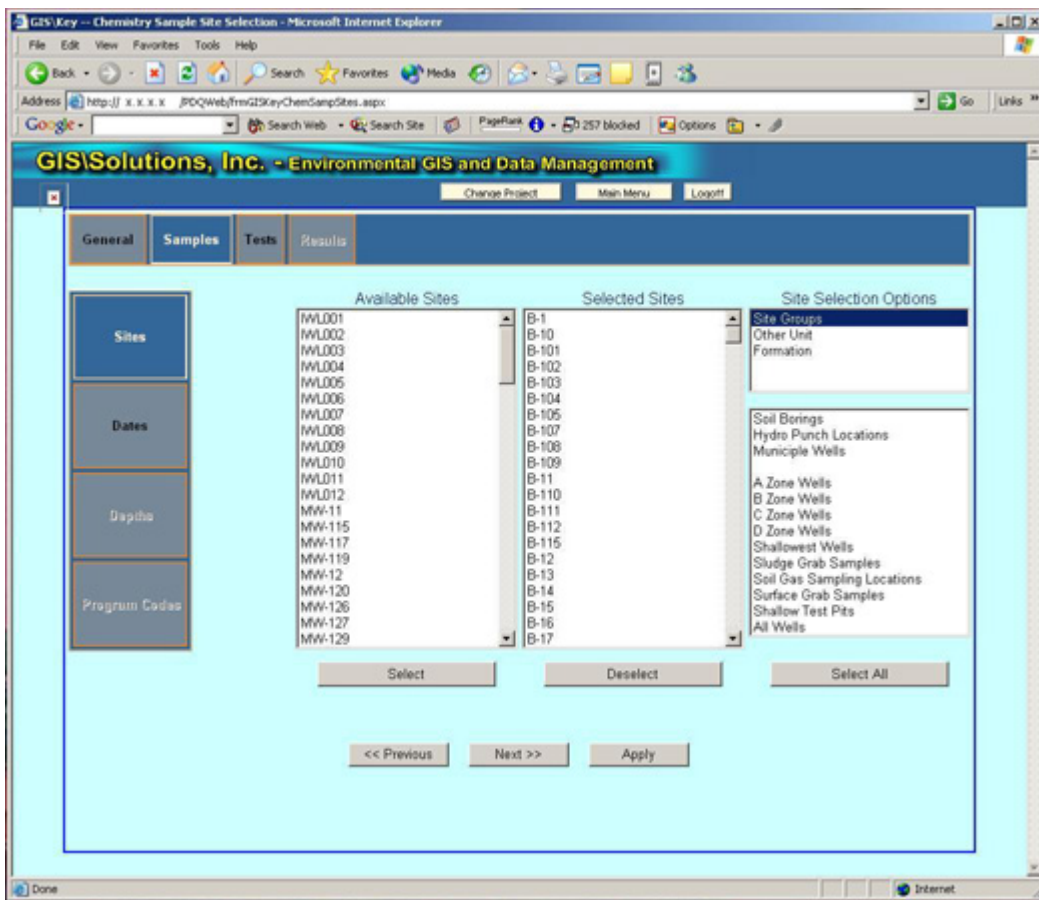 GIS\Key -- Chemistry Sample Site Selection - Microsoft Internet Explorer
File Edit View Favorites Tools Help
Back Search Favorites Media
Address http:// x.x.x.x /PDQWeb/frmGISKeyChemSampSites.aspx Go Links »
Google Search Web Search Site PageRank 257 blocked Options
GIS\Solutions, Inc. - Environmental GIS and Data Management
Change Project Main Menu Logoff
General Samples Tests Results
Sites
Dates
Depths
Program Codes
Available Sites
IWL001
IWL002
IWL003
IWL004
IWL005
IWL006
IWL007
IWL008
IWL009
IWL010
IWL011
IWL012
MW-11
MW-115
MW-117
MW-119
MW-12
MW-120
MW-126
MW-127
MW-129
Select
Selected Sites
B-1
B-10
B-101
B-102
B-103
B-104
B-105
B-107
B-108
B-109
B-11
B-110
B-111
B-112
B-115
B-12
B-13
B-14
B-15
B-16
B-17
Deselect
Site Selection Options
Site Groups
Other Unit
Formation
Soil Borings
Hydro Punch Locations
Municiple Wells
A Zone Wells
B Zone Wells
C Zone Wells
D Zone Wells
Shallowest Wells
Sludge Grab Samples
Soil Gas Sampling Locations
Surface Grab Samples
Shallow Test Pits
All Wells
Select All
<< Previous Next >> Apply
Done Internet